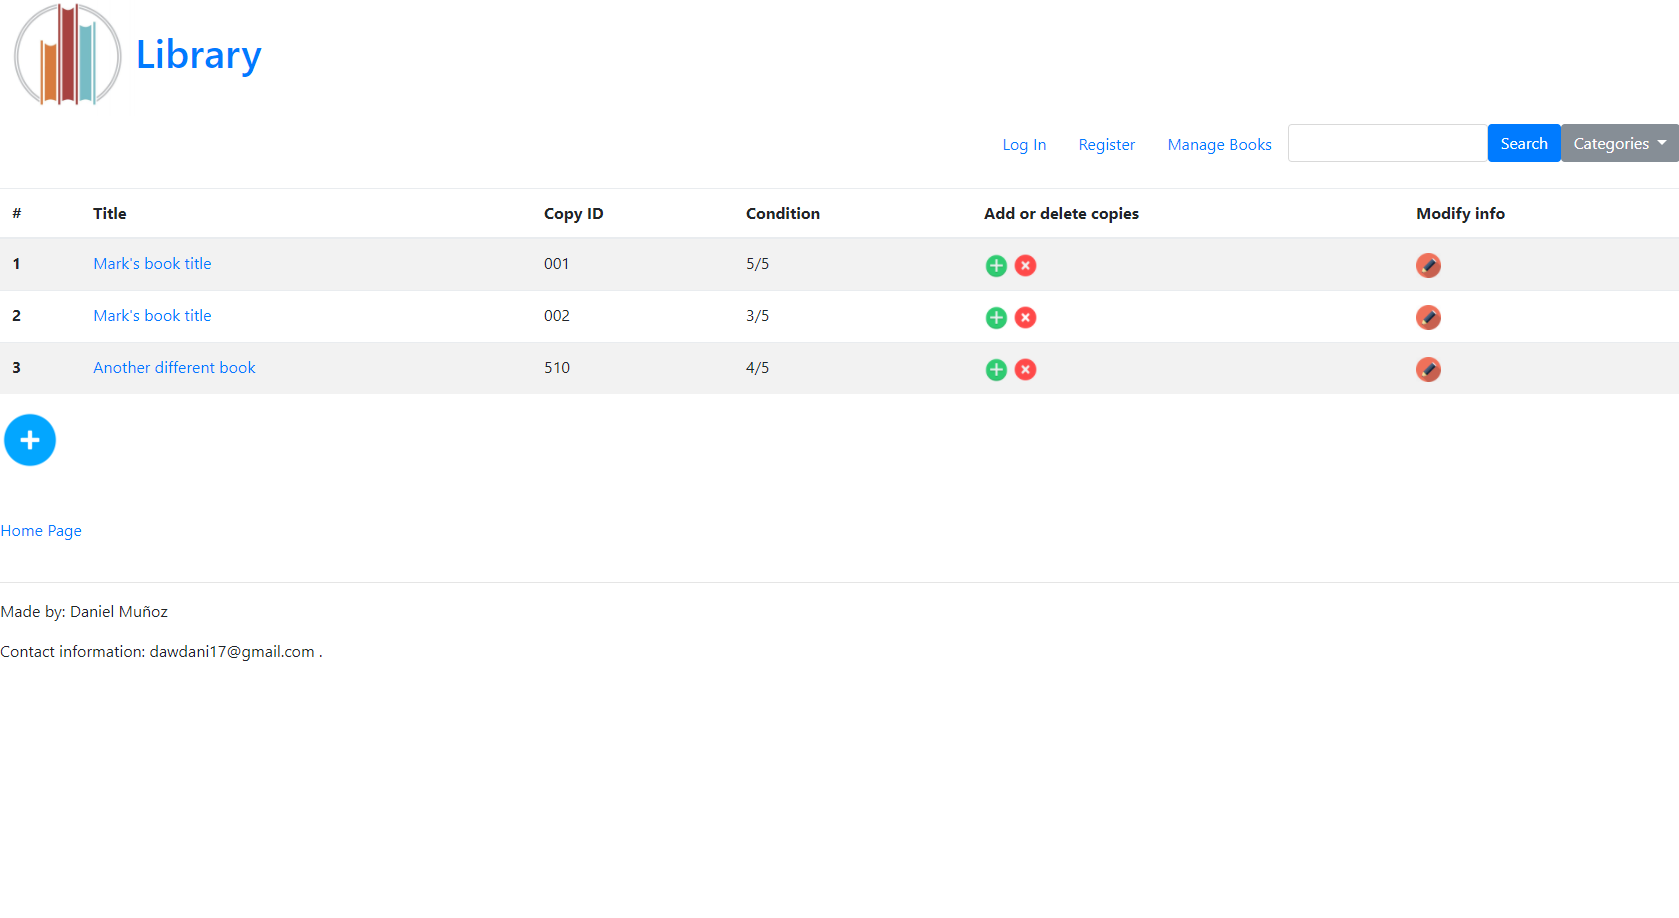 Library
Log In Register Manage Books Search Categories
# Title Copy ID Condition Add or delete copies Modify info
1 Mark's book title 001 5/5
2 Mark's book title 002 3/5
3 Another different book 510 4/5
Home Page
Made by: Daniel Muñoz
Contact information: dawdani17@gmail.com .